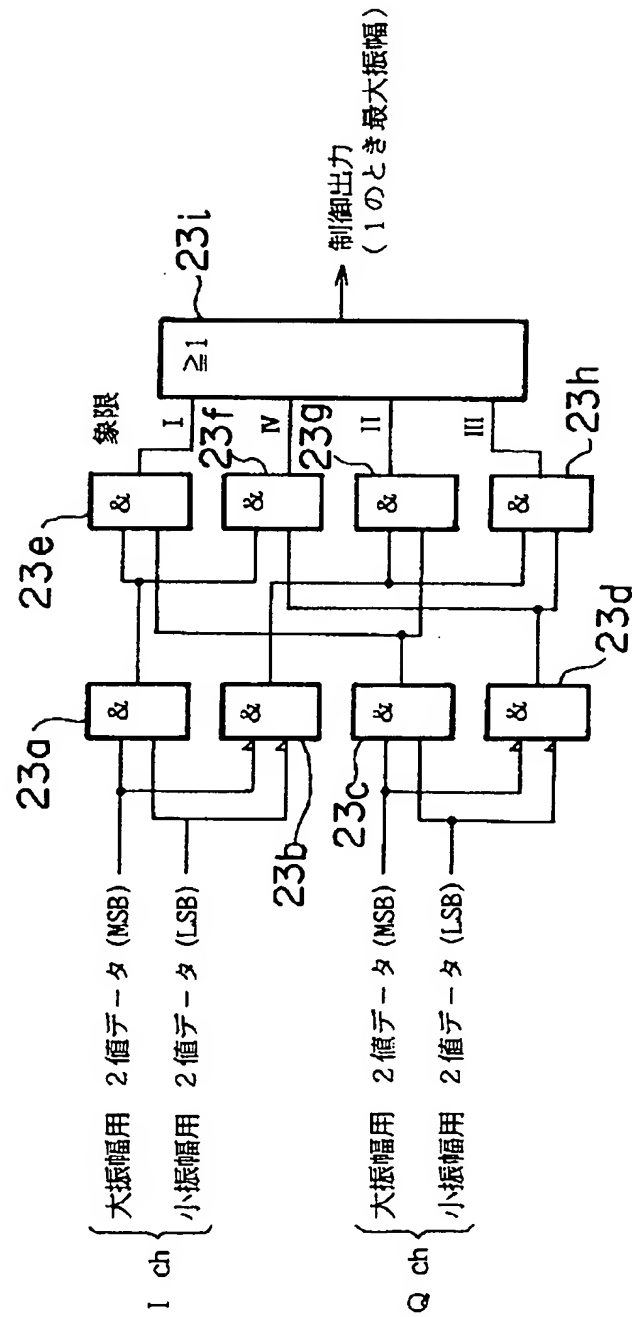 I ch
大振幅用 2値データ(MSB)
小振幅用 2値データ(LSB)
Q ch
大振幅用 2値データ(MSB)
小振幅用 2値データ(LSB)
23a
&
23b
&
23c
&
23d
&
23e
&
23f
&
23g
&
23h
&
象限
I
IV
II
III
23i
≧1
制御出力
(1のとき最大振幅)